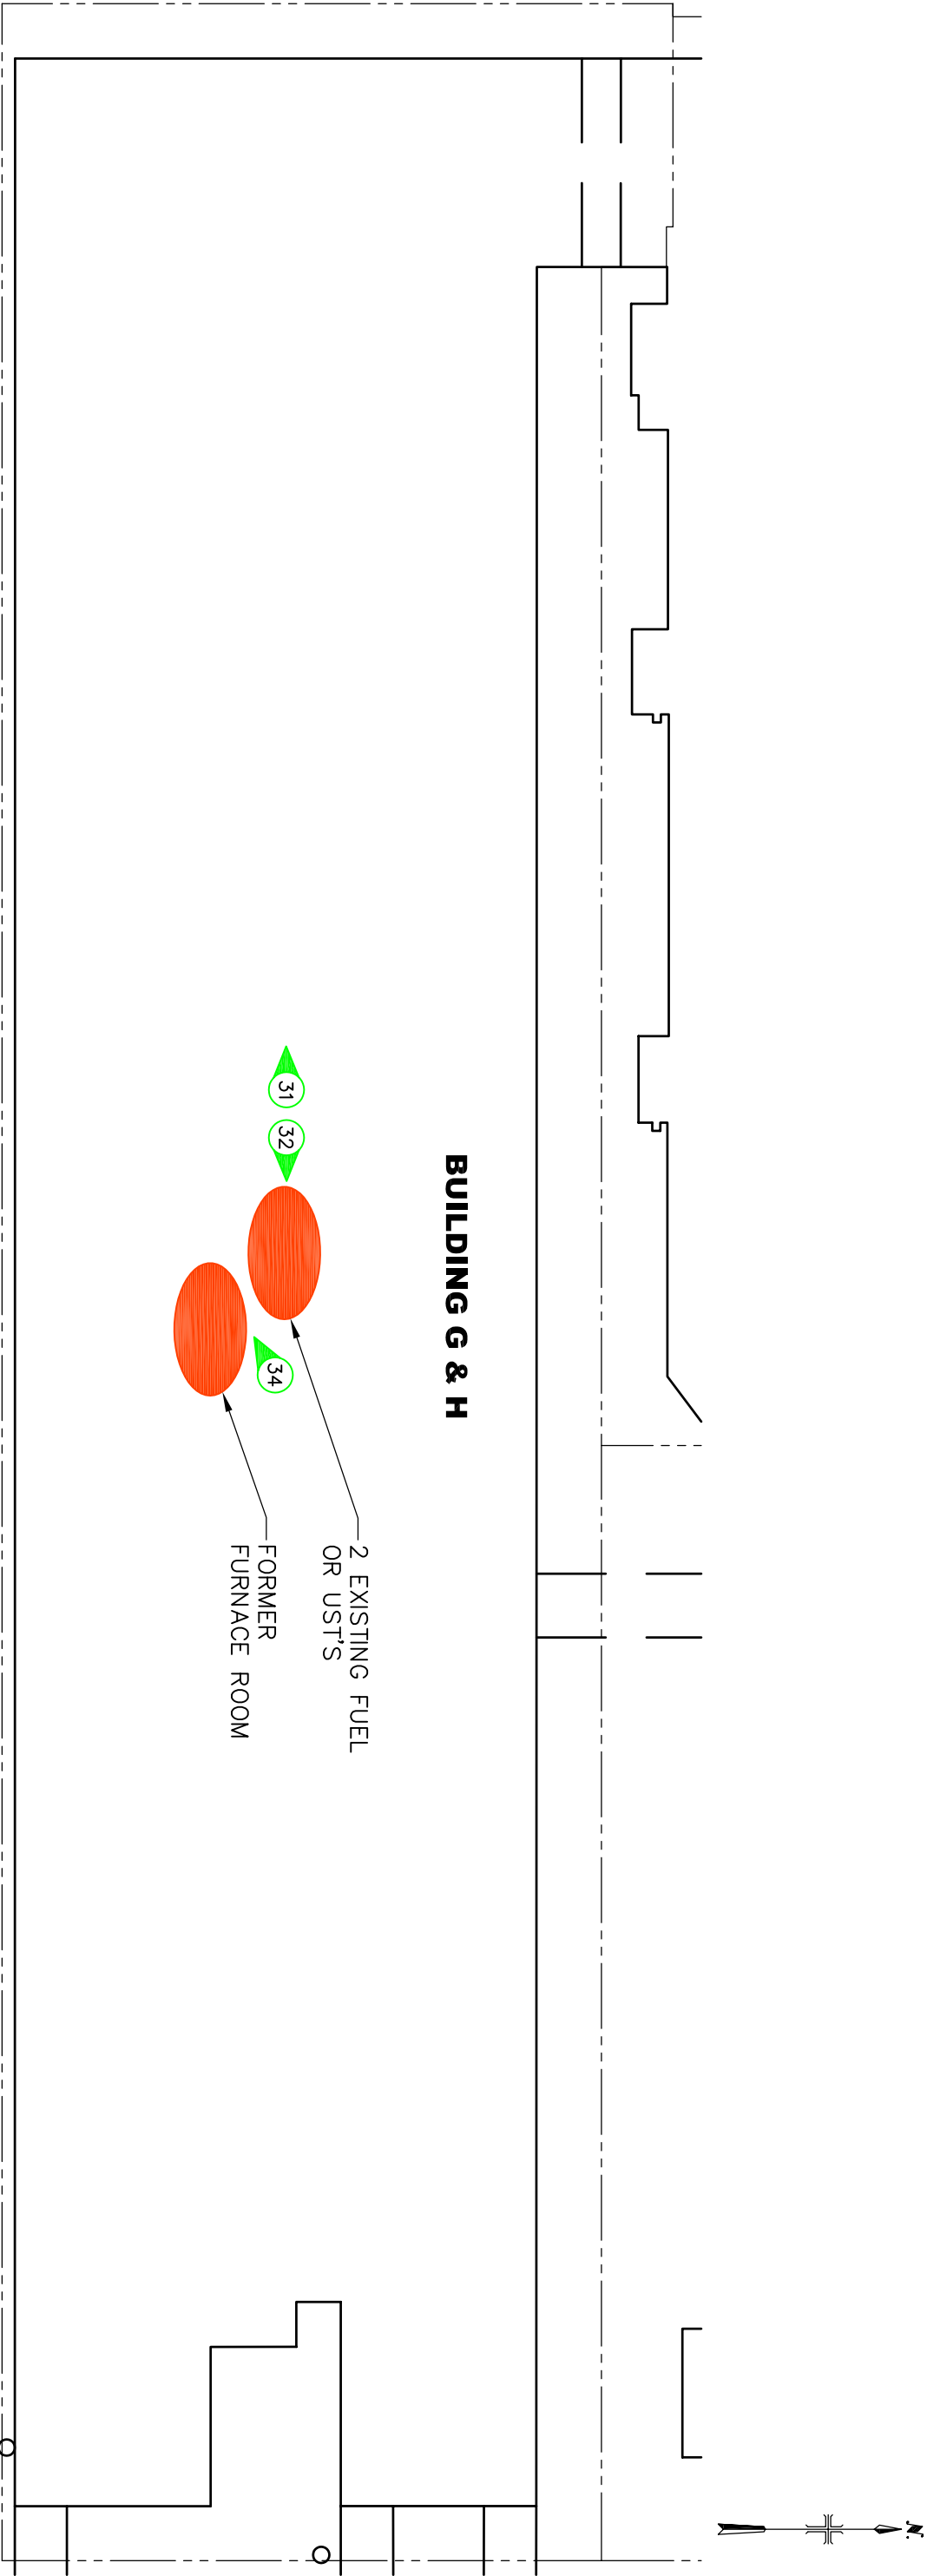 N.
BUILDING G & H
31
32
34
2 EXISTING FUEL
OR UST'S
FORMER
FURNACE ROOM